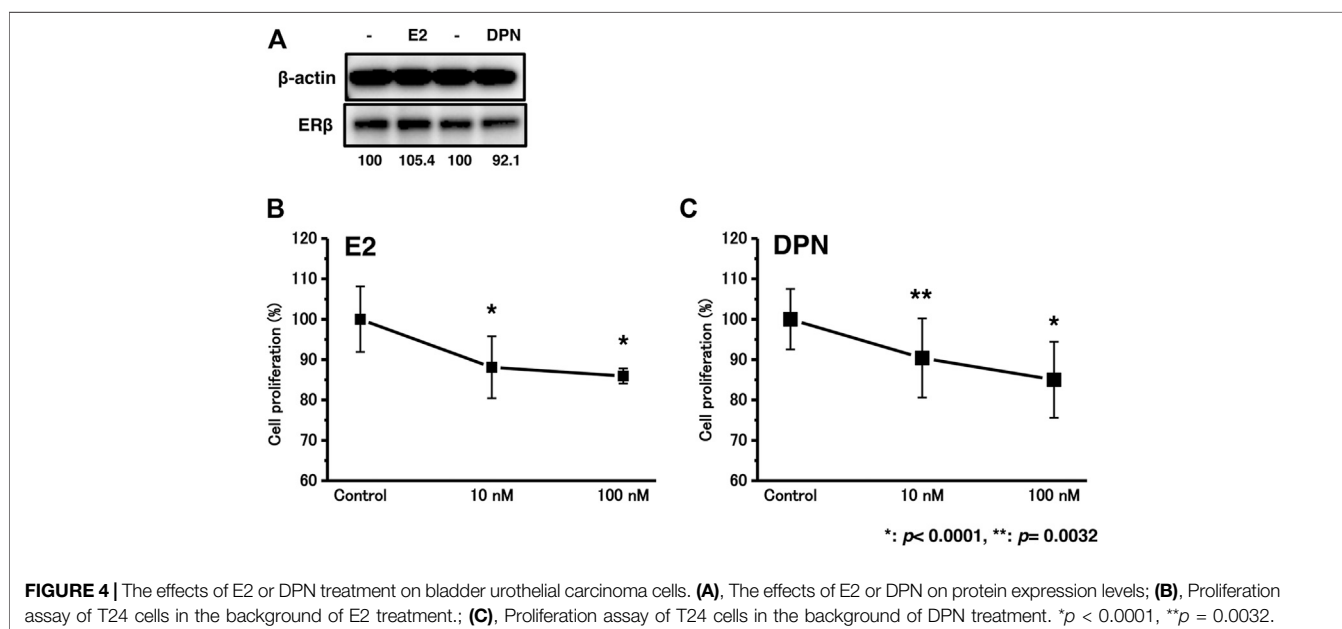 A
- E2 - DPN
β-actin
ERβ
100 105.4 100 92.1
B
E2
Cell proliferation (%)
120
110
100
90
80
70
60
* *
Control 10 nM 100 nM
C
DPN
Cell proliferation (%)
120
110
100
90
80
70
60
** *
Control 10 nM 100 nM
*: p< 0.0001, **: p= 0.0032
FIGURE 4 | The effects of E2 or DPN treatment on bladder urothelial carcinoma cells. (A), The effects of E2 or DPN on protein expression levels; (B), Proliferation
assay of T24 cells in the background of E2 treatment.; (C), Proliferation assay of T24 cells in the background of DPN treatment. *p < 0.0001, **p = 0.0032.